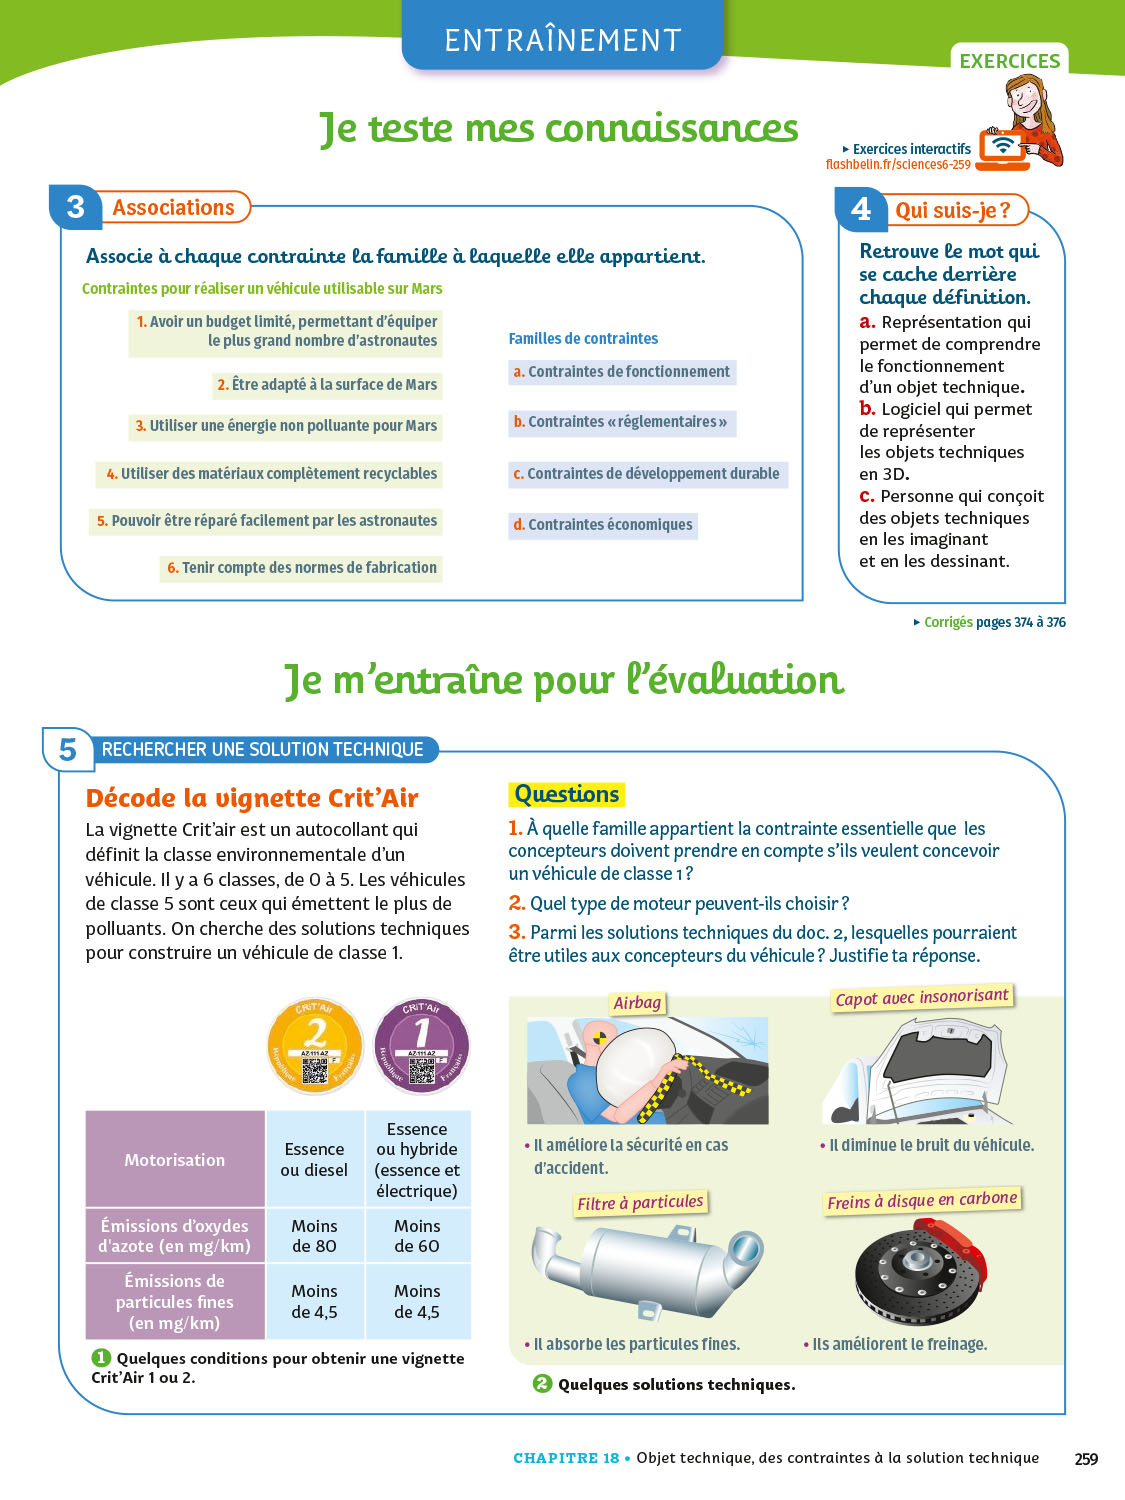 ENTRAÎNEMENT
EXERCICES
Je teste mes connaissances
▸ Exercices interactifs
flashbelin.fr/sciences6-259
3 Associations
Associe à chaque contrainte la famille à laquelle elle appartient.
Contraintes pour réaliser un véhicule utilisable sur Mars
1. Avoir un budget limité, permettant d'équiper
le plus grand nombre d'astronautes
2. Être adapté à la surface de Mars
3. Utiliser une énergie non polluante pour Mars
4. Utiliser des matériaux complètement recyclables
5. Pouvoir être réparé facilement par les astronautes
6. Tenir compte des normes de fabrication
Familles de contraintes
a. Contraintes de fonctionnement
b. Contraintes « réglementaires »
c. Contraintes de développement durable
d. Contraintes économiques
4 Qui suis-je ?
Retrouve le mot qui
se cache derrière
chaque définition.
a. Représentation qui
permet de comprendre
le fonctionnement
d'un objet technique.
b. Logiciel qui permet
de représenter
les objets techniques
en 3D.
c. Personne qui conçoit
des objets techniques
en les imaginant
et en les dessinant.
▸ Corrigés pages 374 à 376
Je m'entraîne pour l'évaluation
5 RECHERCHER UNE SOLUTION TECHNIQUE
Décode la vignette Crit'Air
La vignette Crit'air est un autocollant qui
définit la classe environnementale d'un
véhicule. Il y a 6 classes, de 0 à 5. Les véhicules
de classe 5 sont ceux qui émettent le plus de
polluants. On cherche des solutions techniques
pour construire un véhicule de classe 1.
CRIT'Air
2
AZ-111-AZ
F
République Française
CRIT'Air
1
AZ-111-AZ
F
République Française
Motorisation
Essence
ou diesel
Essence
ou hybride
(essence et
électrique)
Émissions d'oxydes
d'azote (en mg/km)
Moins
de 80
Moins
de 60
Émissions de
particules fines
(en mg/km)
Moins
de 4,5
Moins
de 4,5
1 Quelques conditions pour obtenir une vignette
Crit'Air 1 ou 2.
Questions
1. À quelle famille appartient la contrainte essentielle que les
concepteurs doivent prendre en compte s'ils veulent concevoir
un véhicule de classe 1 ?
2. Quel type de moteur peuvent-ils choisir ?
3. Parmi les solutions techniques du doc. 2, lesquelles pourraient
être utiles aux concepteurs du véhicule ? Justifie ta réponse.
Airbag
• Il améliore la sécurité en cas
d'accident.
Capot avec insonorisant
• Il diminue le bruit du véhicule.
Filtre à particules
• Il absorbe les particules fines.
Freins à disque en carbone
• Ils améliorent le freinage.
2 Quelques solutions techniques.
CHAPITRE 18 • Objet technique, des contraintes à la solution technique
259